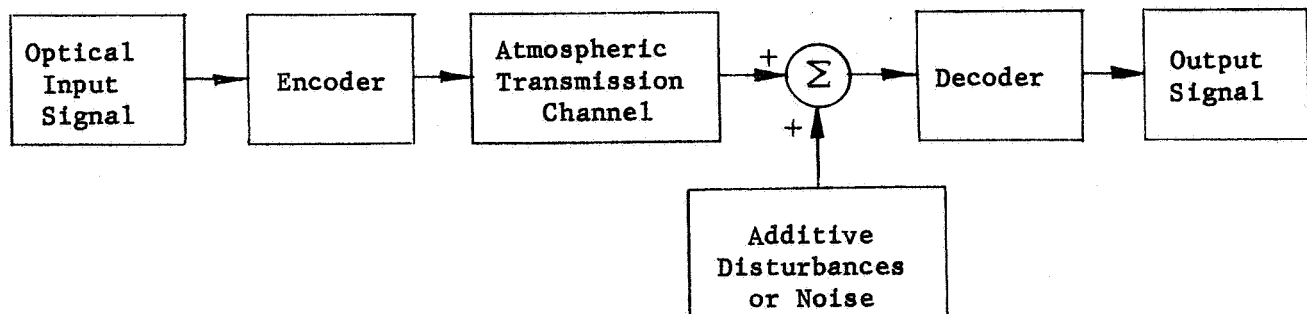 Optical
Input
Signal
Encoder
Atmospheric
Transmission
Channel
+
Σ
+
Decoder
Output
Signal
Additive
Disturbances
or Noise